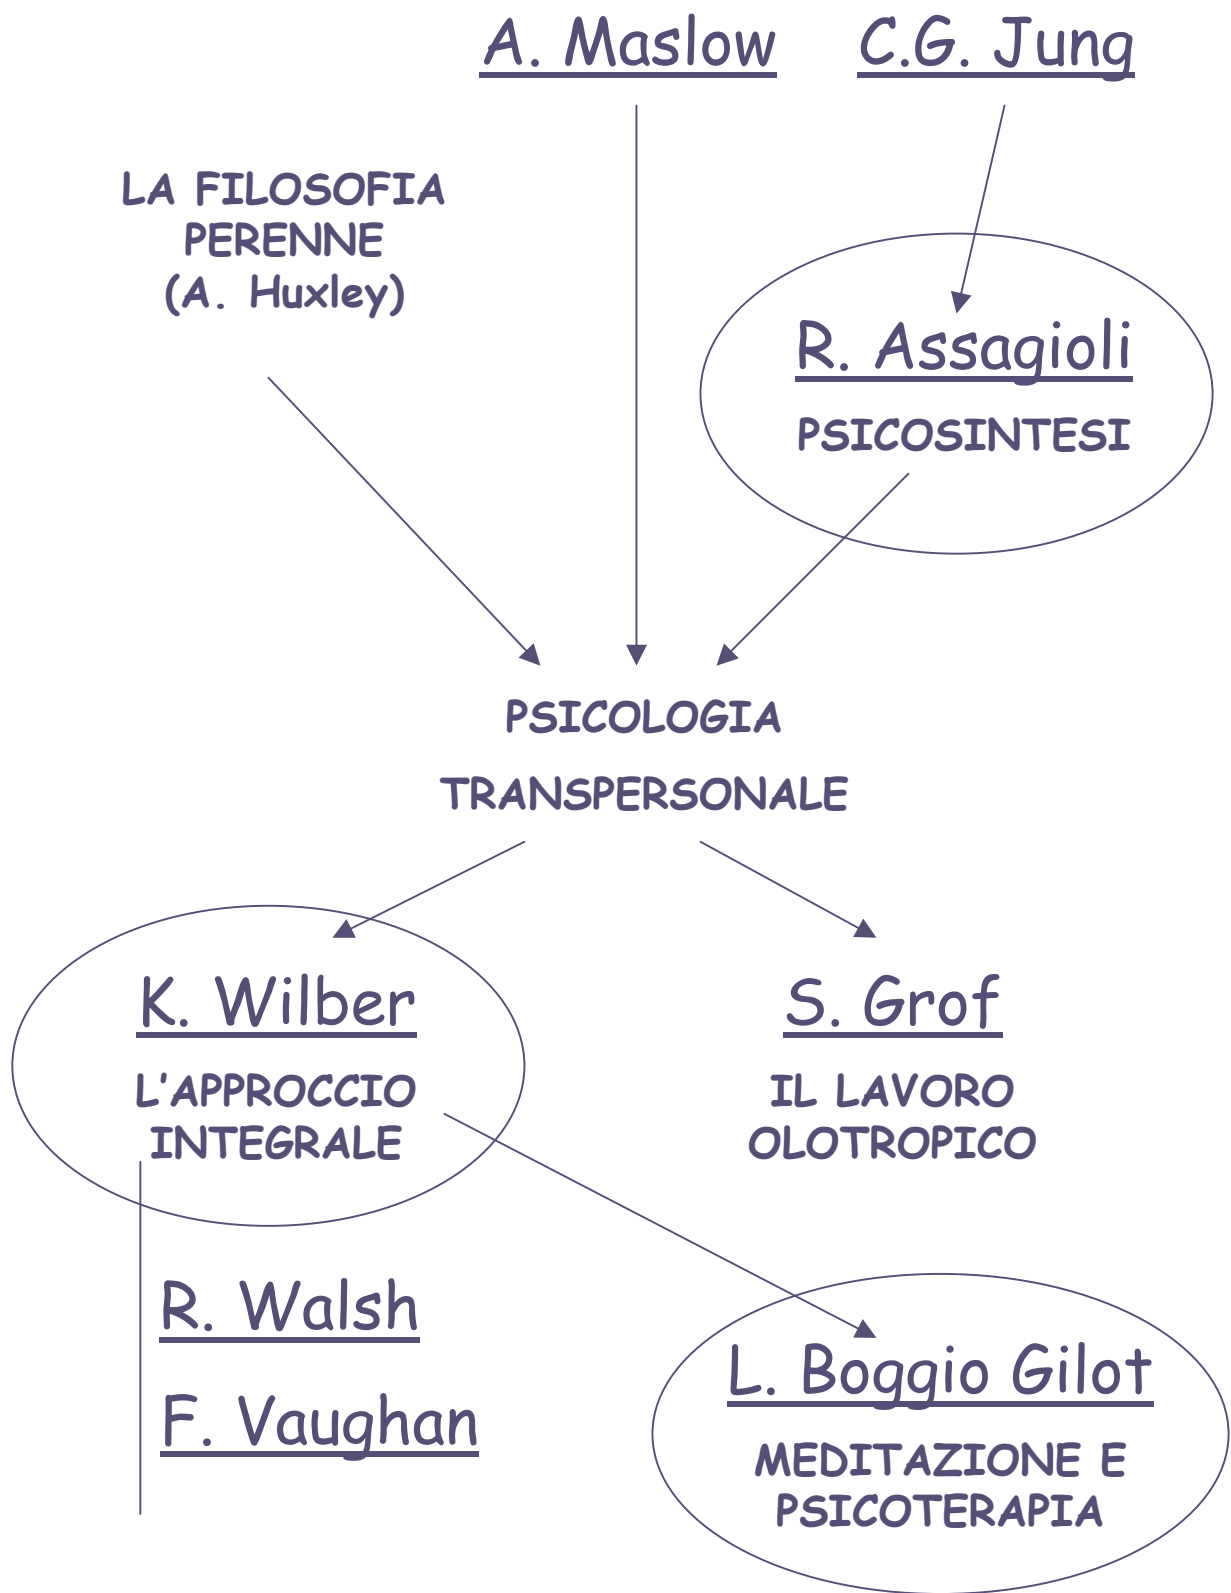 A. Maslow
C.G. Jung
LA FILOSOFIA
PERENNE
(A. Huxley)
R. Assagioli
PSICOSINTESI
PSICOLOGIA
TRANSPERSONALE
K. Wilber
L'APPROCCIO
INTEGRALE
S. Grof
IL LAVORO
OLOTROPICO
R. Walsh
F. Vaughan
L. Boggio Gilot
MEDITAZIONE E
PSICOTERAPIA